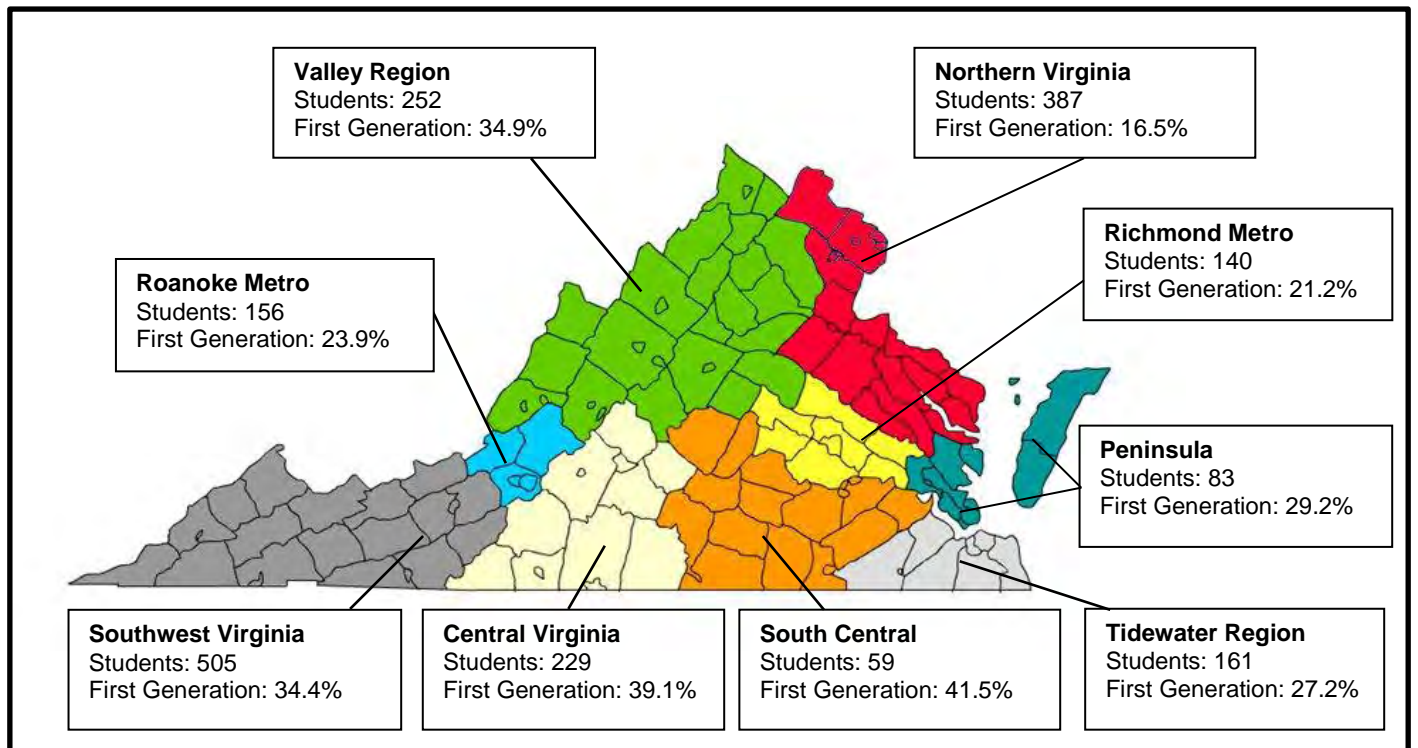 Valley Region
Students: 252
First Generation: 34.9%
Northern Virginia
Students: 387
First Generation: 16.5%
Richmond Metro
Students: 140
First Generation: 21.2%
Roanoke Metro
Students: 156
First Generation: 23.9%
Peninsula
Students: 83
First Generation: 29.2%
Southwest Virginia
Students: 505
First Generation: 34.4%
Central Virginia
Students: 229
First Generation: 39.1%
South Central
Students: 59
First Generation: 41.5%
Tidewater Region
Students: 161
First Generation: 27.2%